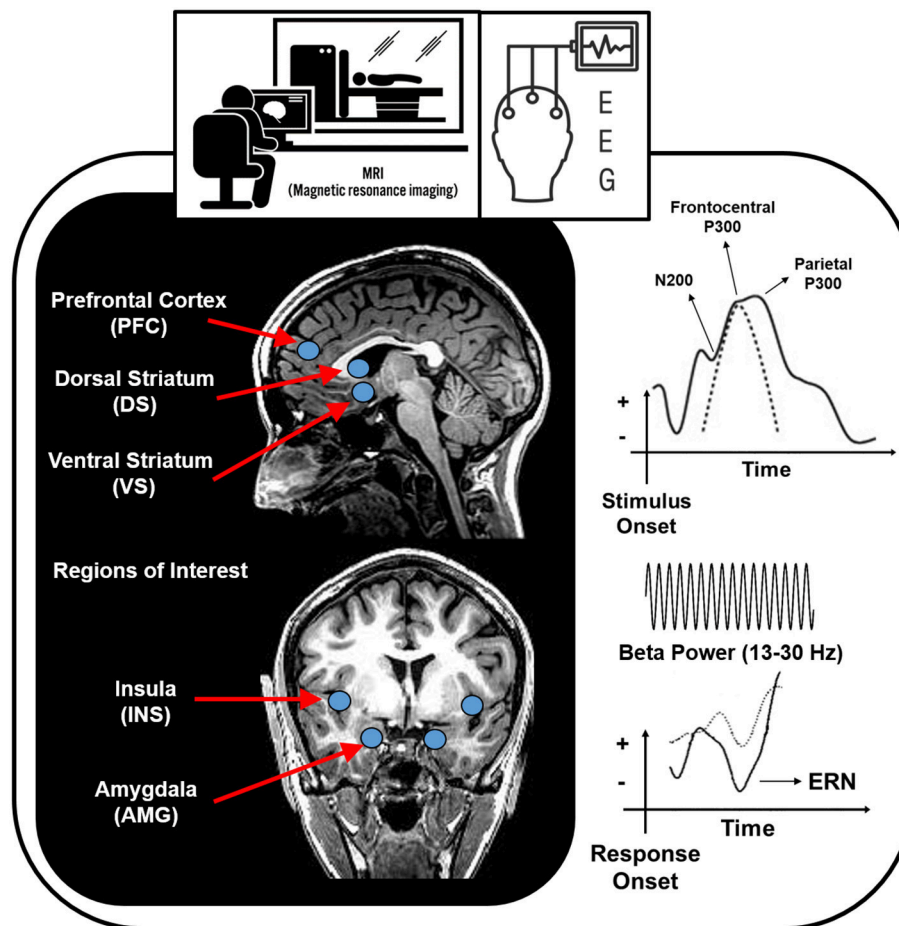 MRI
(Magnetic resonance imaging)
E
E
G
Prefrontal Cortex
(PFC)
Dorsal Striatum
(DS)
Ventral Striatum
(VS)
Regions of Interest
Insula
(INS)
Amygdala
(AMG)
Frontocentral
P300
N200
Parietal
P300
+
-
Time
Stimulus
Onset
Beta Power (13-30 Hz)
+
-
ERN
Time
Response
Onset